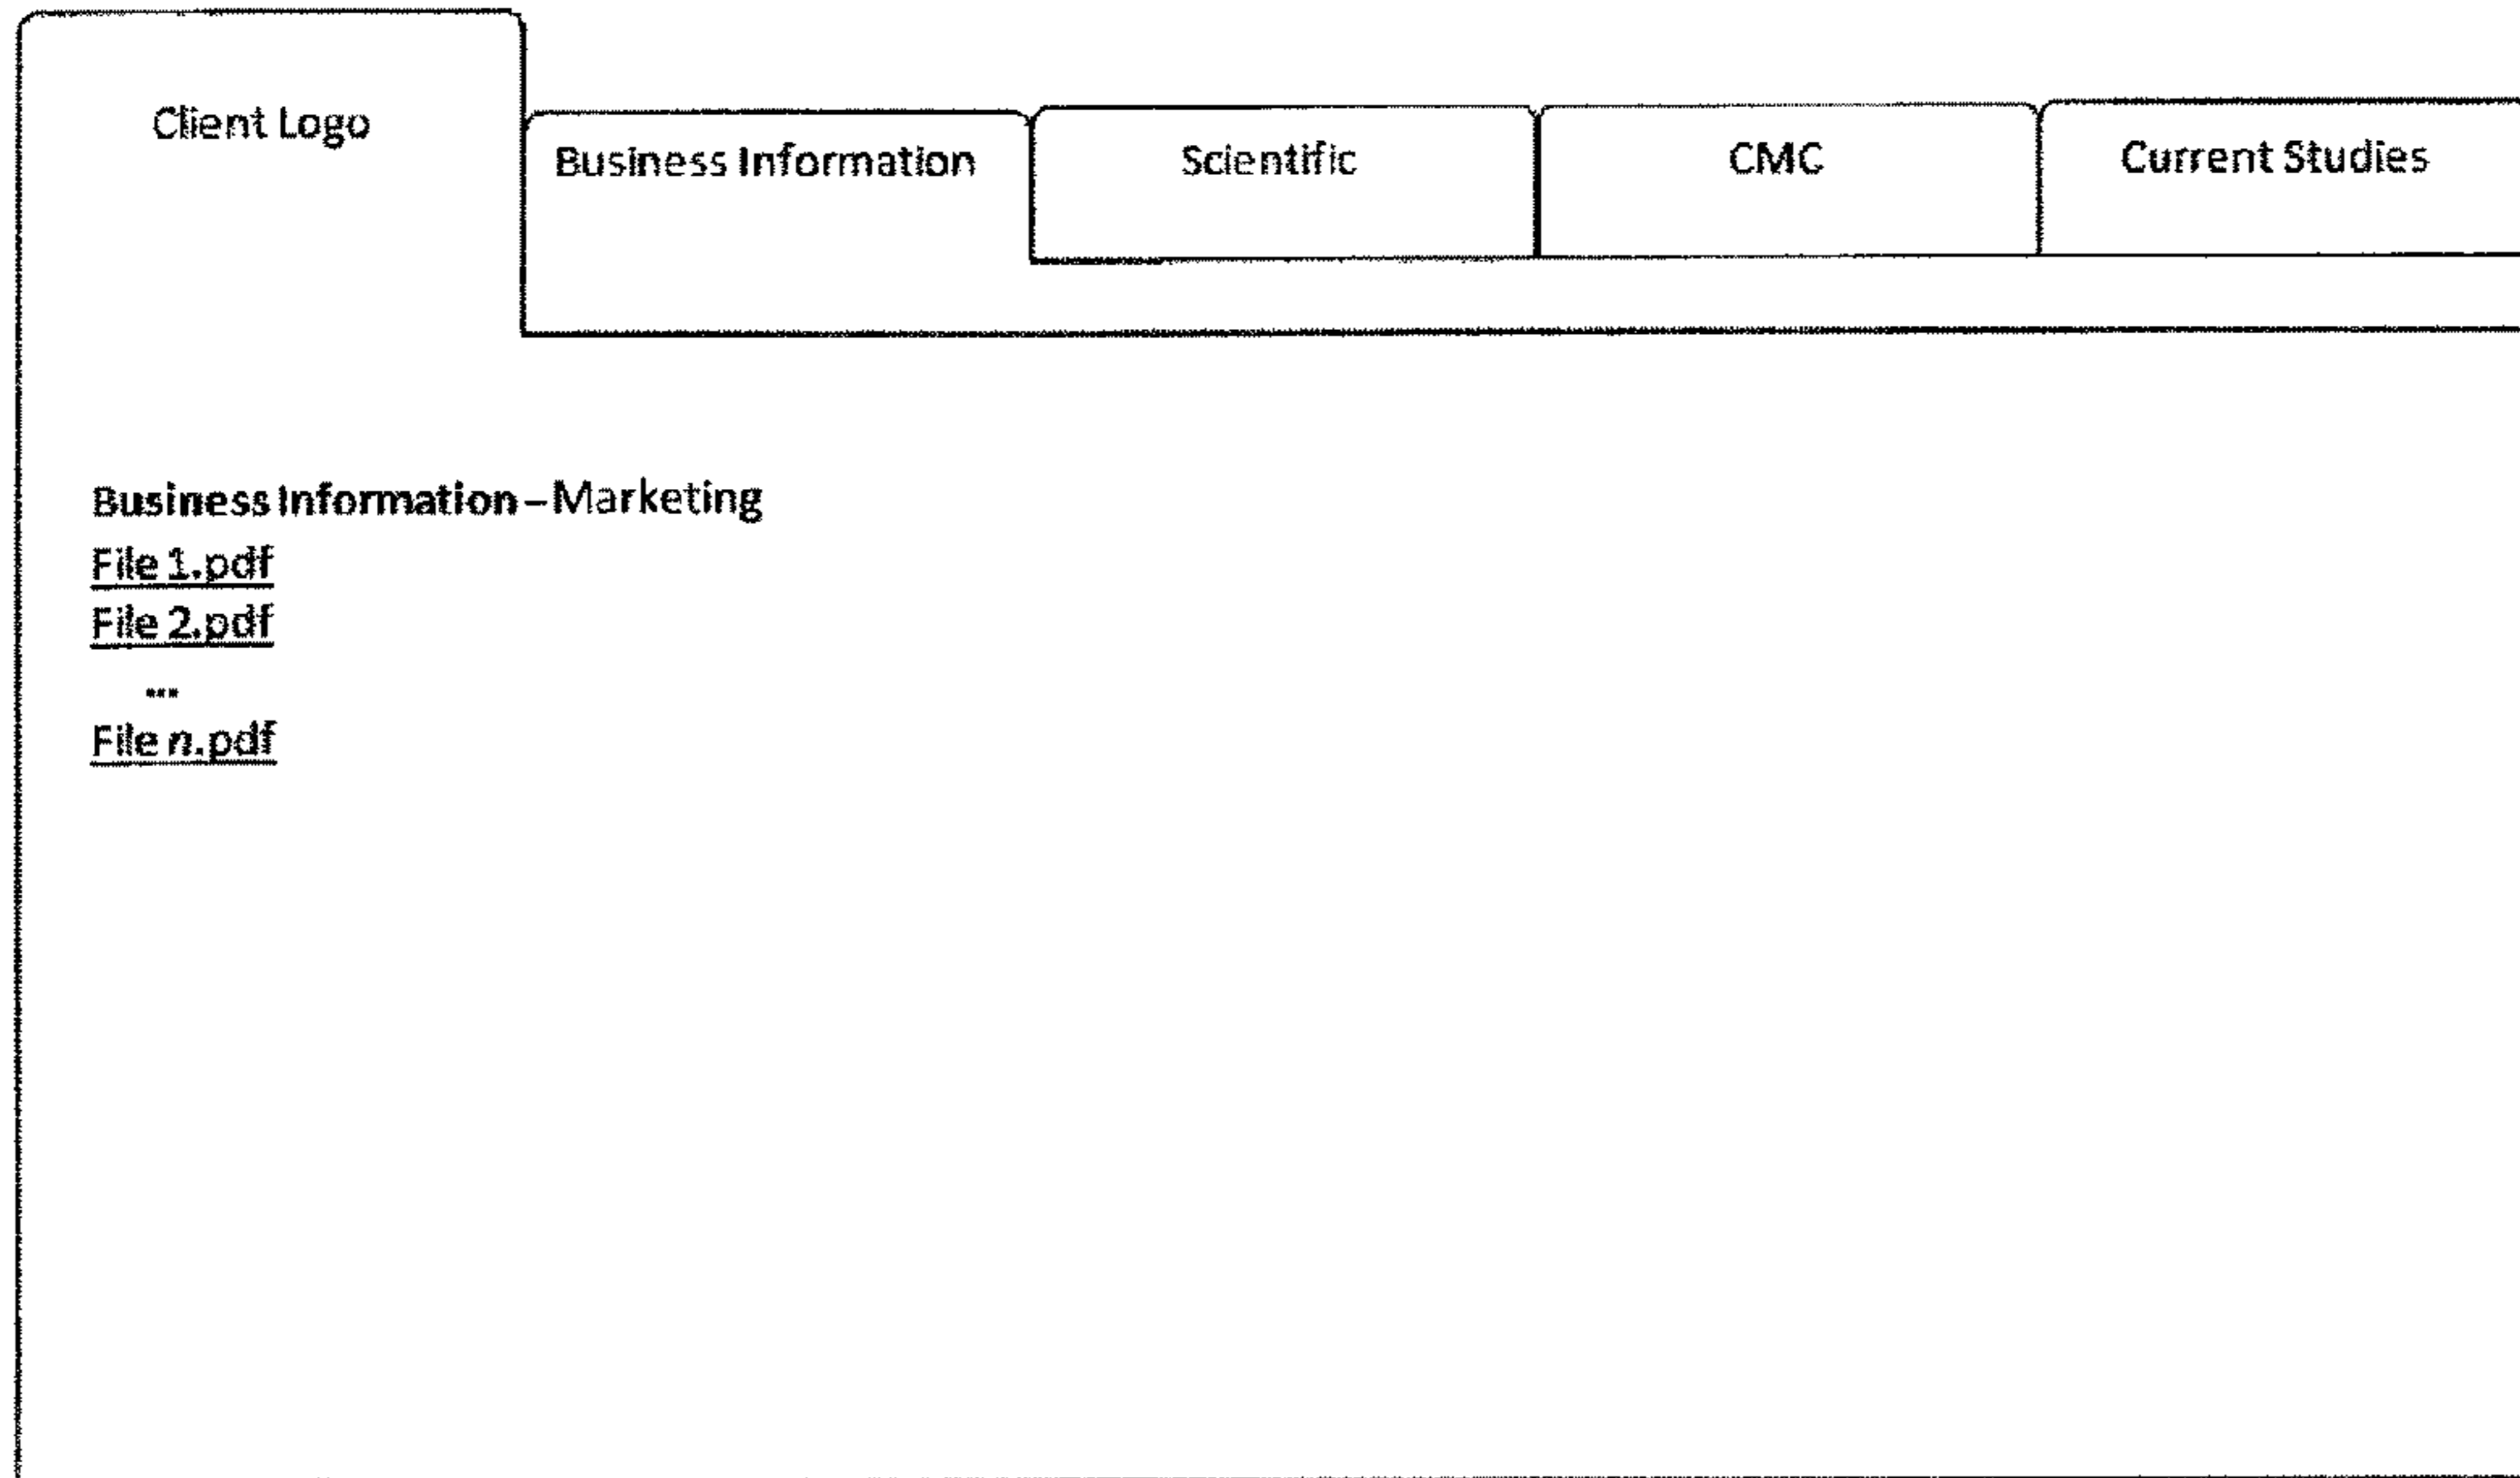 Client Logo
Business Information
Scientific
CMC
Current Studies
Business Information – Marketing
File 1.pdf
File 2.pdf
...
File n.pdf